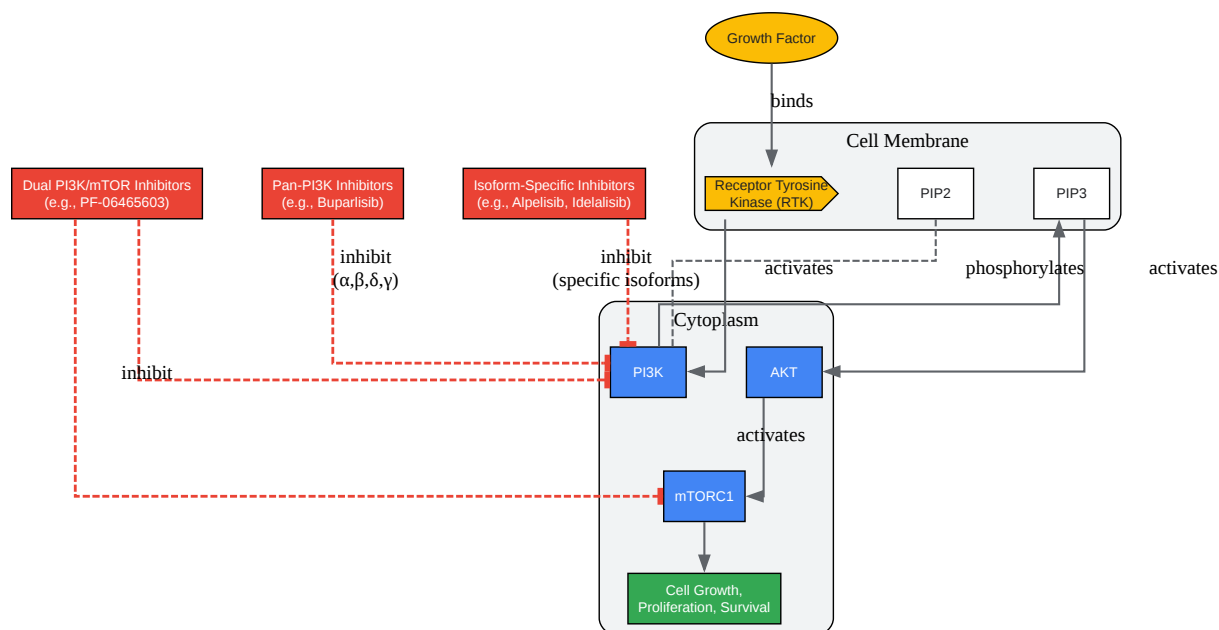 Growth Factor
binds
Cell Membrane
Dual PI3K/mTOR Inhibitors
(e.g., PF-06465603)
Pan-PI3K Inhibitors
(e.g., Buparlisib)
Isoform-Specific Inhibitors
(e.g., Alpelisib, Idelalisib)
Receptor Tyrosine
Kinase (RTK)
PIP2
PIP3
inhibit
(α,β,δ,γ)
inhibit
(specific isoforms)
activates
phosphorylates
activates
Cytoplasm
inhibit
PI3K
AKT
activates
mTORC1
Cell Growth,
Proliferation, Survival